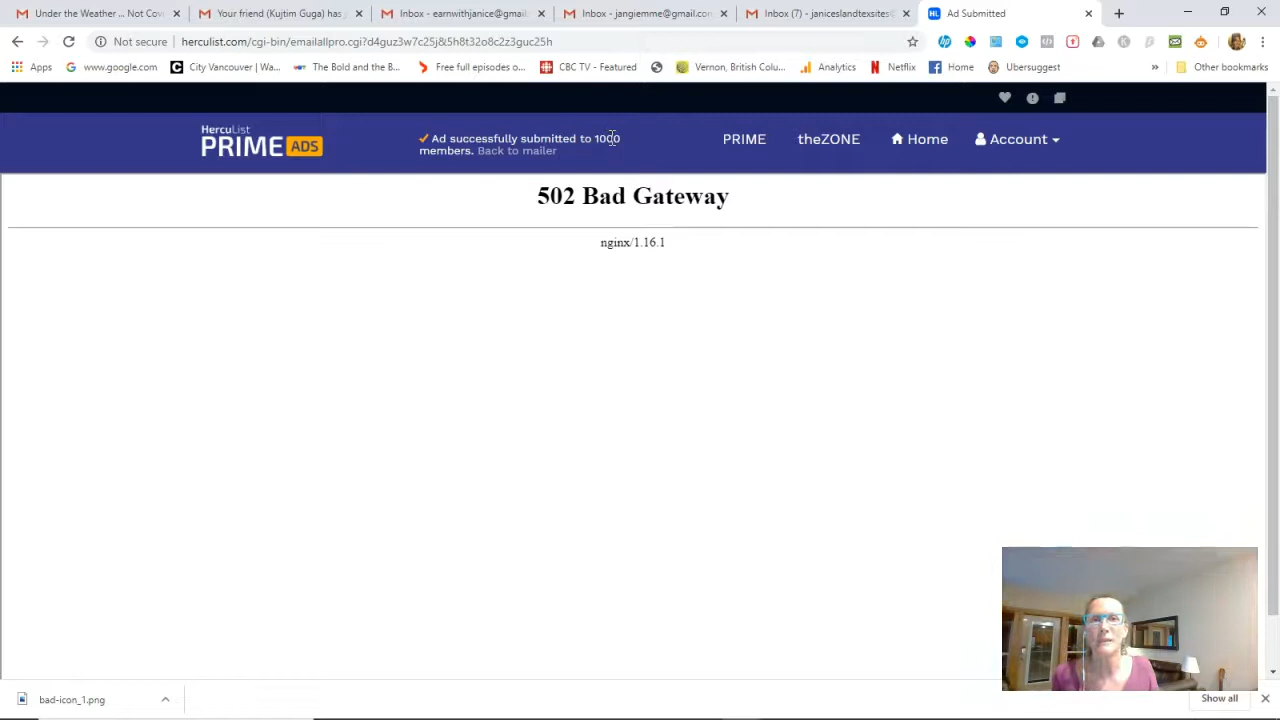 Under the Weather ... Not Cove
Your friend (Kujtim Guga) has j
Inbox - earnwithjanice@gmail.
Inbox - jangiemme@gmail.com
Inbox (7) - janiceslandtexsites@
Ad Submitted
Not secure
herculist.com/cgi-bin/emailallpro.cgi?d4guz3w7c25j&l5h8t32o8c2z3guc25h
Apps
www.google.com
City Vancouver | Wa...
The Bold and the B...
Free full episodes o...
CBC TV - Featured
Vernon, British Colu...
Analytics
Netflix
Home
Ubersuggest
»
Other bookmarks
HercuList
PRIME ADS
Ad successfully submitted to 1000
members. Back to mailer
PRIME
theZONE
Home
Account
502 Bad Gateway
nginx/1.16.1
bad-icon_1.png
Show all